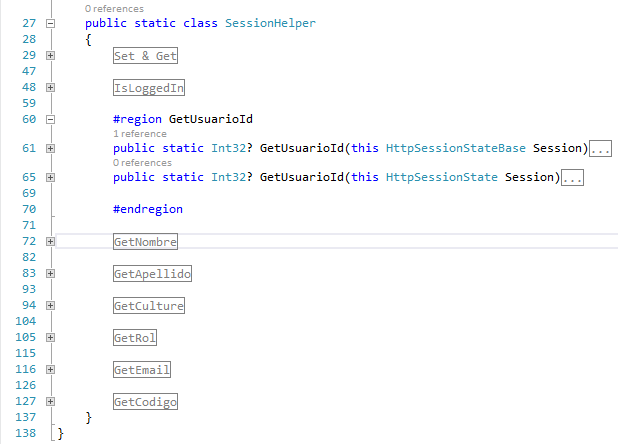 0 references
27 public static class SessionHelper
28 {
29 Set & Get
47
48 IsLoggedIn
59
60 #region GetUsuarioId
1 reference
61 public static Int32? GetUsuarioId(this HttpSessionStateBase Session)...
0 references
65 public static Int32? GetUsuarioId(this HttpSessionState Session)...
69
70 #endregion
71
72 GetNombre
82
83 GetApellido
93
94 GetCulture
104
105 GetRol
115
116 GetEmail
126
127 GetCodigo
137 }
138 }